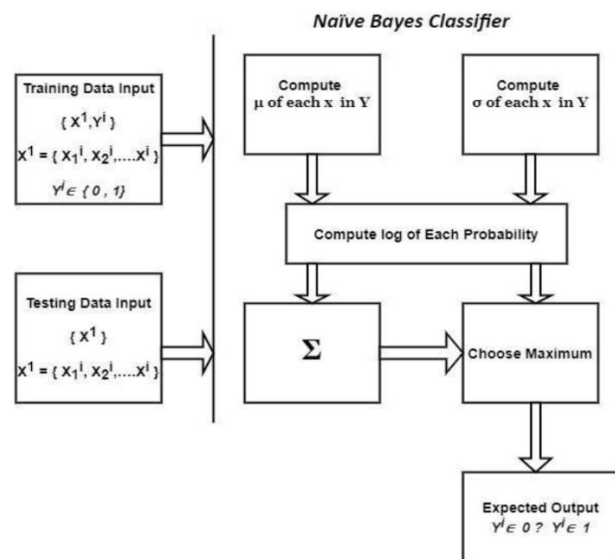 Naïve Bayes Classifier
Training Data Input
{ X¹,Yⁱ }
X¹ = { X₁ⁱ, X₂ⁱ,....Xⁱ }
Yⁱ ∈ { 0 , 1}
Compute
μ of each x in Y
Compute
σ of each x in Y
Compute log of Each Probability
Testing Data Input
{ X¹ }
X¹ = { X₁ⁱ, X₂ⁱ,....Xⁱ }
Σ
Choose Maximum
Expected Output
Yⁱ ∈ 0 ? Yⁱ ∈ 1